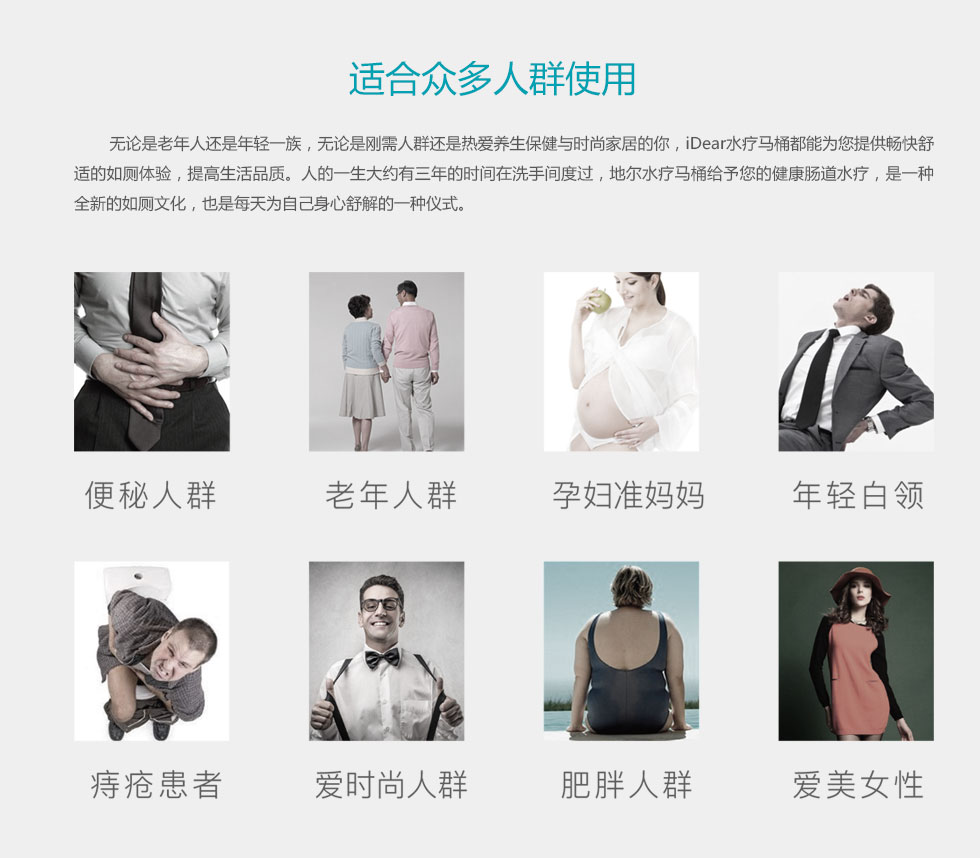 适合众多人群使用
无论是老年人还是年轻一族，无论是刚需人群还是热爱养生保健与时尚家居的你，iDear水疗马桶都能为您提供畅快舒
适的如厕体验，提高生活品质。人的一生大约有三年的时间在洗手间度过，地尔水疗马桶给予您的健康肠道水疗，是一种
全新的如厕文化，也是每天为自己身心舒解的一种仪式。
便秘人群
老年人群
孕妇准妈妈
年轻白领
痔疮患者
爱时尚人群
肥胖人群
爱美女性